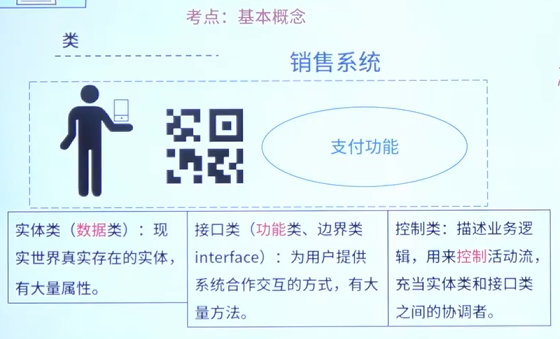 考点：基本概念
类
销售系统
支付功能
实体类（数据类）：现
实世界真实存在的实体，
有大量属性。
接口类（功能类、边界类
interface）：为用户提供
系统合作交互的方式，有大
量方法。
控制类：描述业务逻
辑，用来控制活动流，
充当实体类和接口类
之间的协调者。